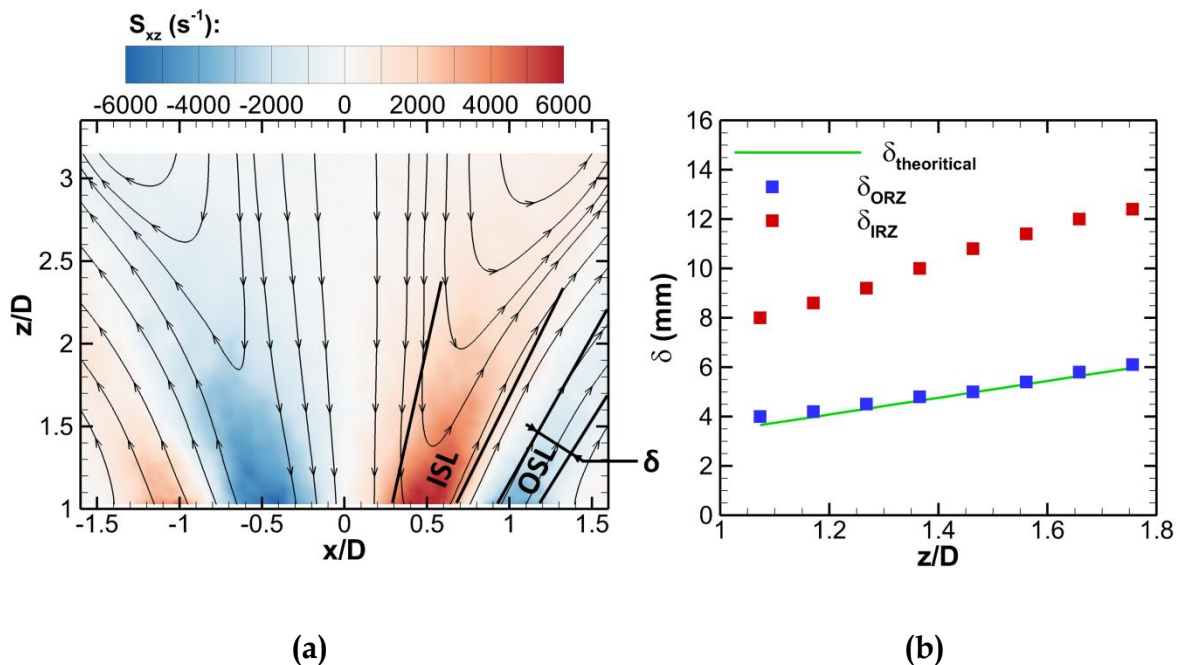 S_xz (s^-1):
-6000 -4000 -2000 0 2000 4000 6000
3
2.5
2
1.5
1
z/D
-1.5 -1 -0.5 0 0.5 1 1.5
x/D
ISL
OSL
δ
(a)
16
14
12
10
8
6
4
2
0
δ (mm)
δ_theoritical
δ_ORZ
δ_IRZ
1 1.2 1.4 1.6 1.8
z/D
(b)